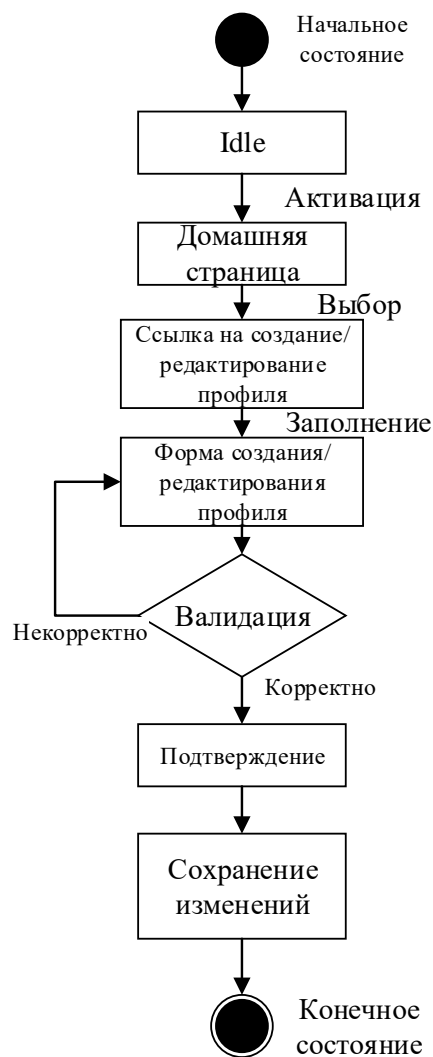 Начальное
состояние
Idle
Активация
Домашняя
страница
Выбор
Ссылка на создание/
редактирование
профиля
Заполнение
Форма создания/
редактирования
профиля
Валидация
Некорректно
Корректно
Подтверждение
Сохранение
изменений
Конечное
состояние